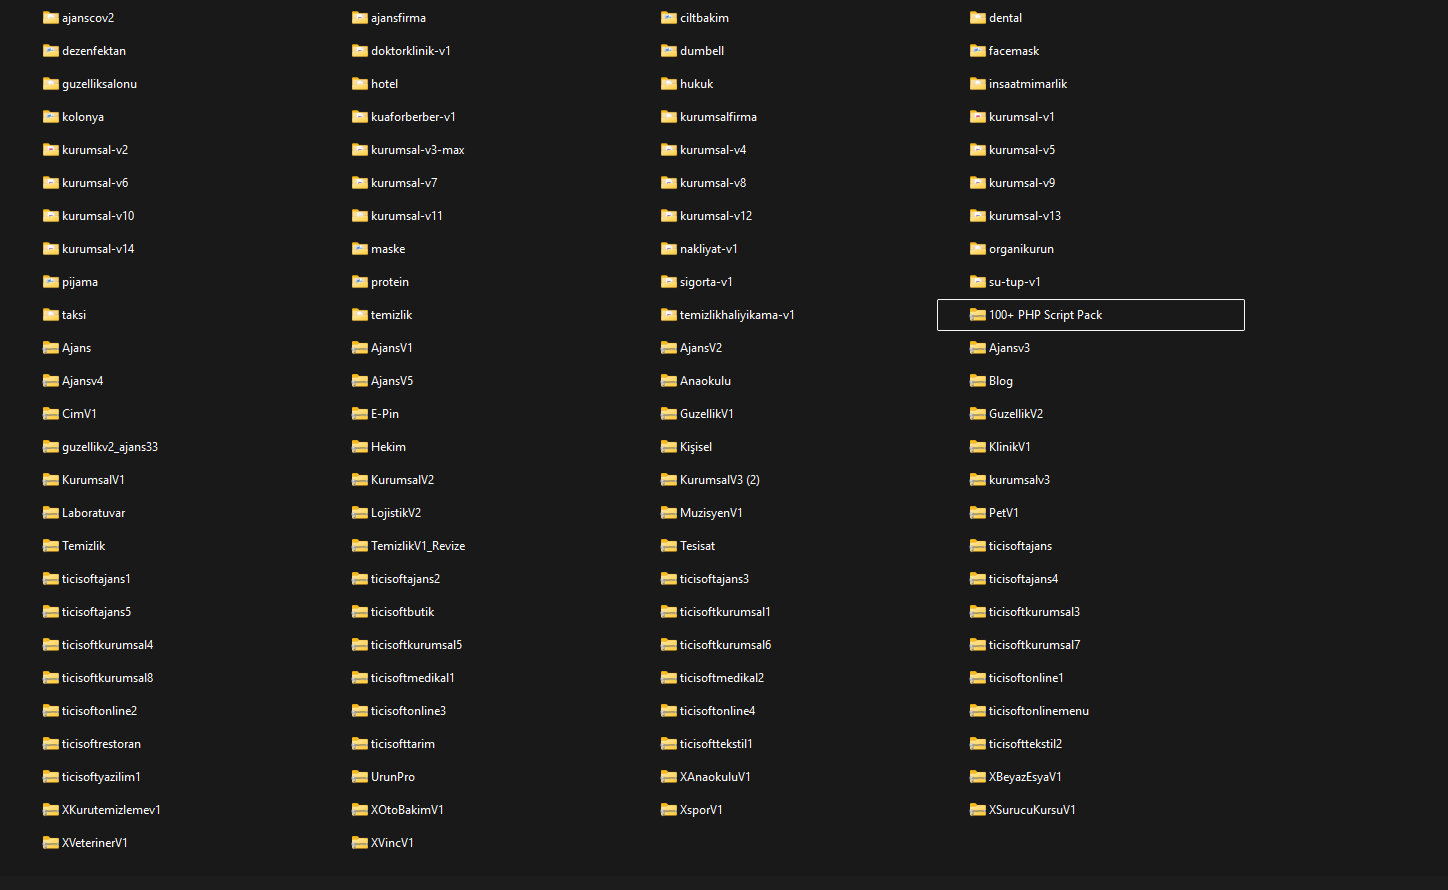 ajanscov2 ajansfirma ciltbakim dental
dezenfektan doktorklinik-v1 dumbell facemask
guzelliksalonu hotel hukuk insaatmimarlik
kolonya kuaforberber-v1 kurumsalfirma kurumsal-v1
kurumsal-v2 kurumsal-v3-max kurumsal-v4 kurumsal-v5
kurumsal-v6 kurumsal-v7 kurumsal-v8 kurumsal-v9
kurumsal-v10 kurumsal-v11 kurumsal-v12 kurumsal-v13
kurumsal-v14 maske nakliyat-v1 organikurun
pijama protein sigorta-v1 su-tup-v1
taksi temizlik temizlikhaliyikama-v1 100+ PHP Script Pack
Ajans AjansV1 AjansV2 Ajansv3
Ajansv4 AjansV5 Anaokulu Blog
CimV1 E-Pin GuzellikV1 GuzellikV2
guzellikv2_ajans33 Hekim Kişisel KlinikV1
KurumsalV1 KurumsalV2 KurumsalV3 (2) kurumsalv3
Laboratuvar LojistikV2 MuzisyenV1 PetV1
Temizlik TemizlikV1_Revize Tesisat ticisoftajans
ticisoftajans1 ticisoftajans2 ticisoftajans3 ticisoftajans4
ticisoftajans5 ticisoftbutik ticisoftkurumsal1 ticisoftkurumsal3
ticisoftkurumsal4 ticisoftkurumsal5 ticisoftkurumsal6 ticisoftkurumsal7
ticisoftkurumsal8 ticisoftmedikal1 ticisoftmedikal2 ticisoftonline1
ticisoftonline2 ticisoftonline3 ticisoftonline4 ticisoftonlinemenu
ticisoftrestoran ticisofttarim ticisofttekstil1 ticisofttekstil2
ticisoftyazilim1 UrunPro XAnaokuluV1 XBeyazEsyaV1
XKurutemizlemev1 XOtoBakimV1 XsporV1 XSurucuKursuV1
XVeterinerV1 XVincV1